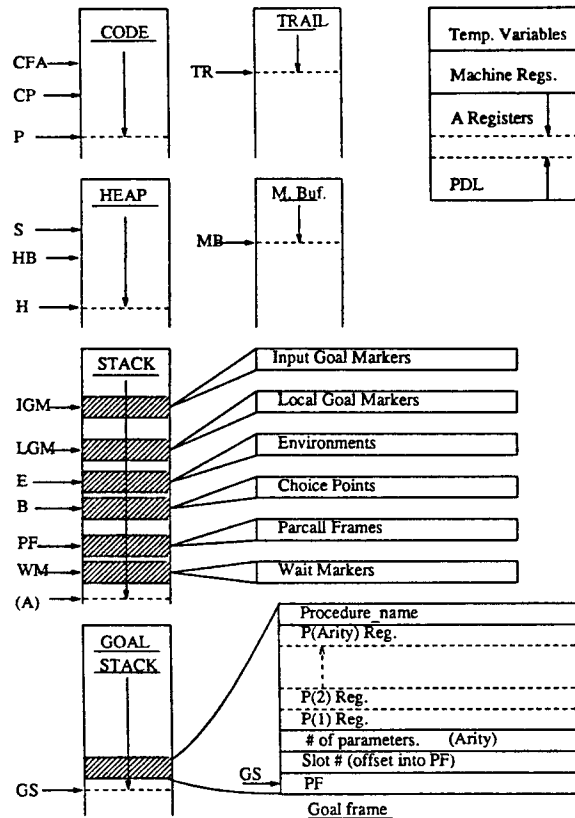 CODE
CFA
CP
P
TRAIL
TR
Temp. Variables
Machine Regs.
A Registers
PDL
HEAP
S
HB
H
M. Buf.
MB
STACK
IGM
LGM
E
B
PF
WM
(A)
Input Goal Markers
Local Goal Markers
Environments
Choice Points
Parcall Frames
Wait Markers
GOAL
STACK
GS
Procedure_name
P(Arity) Reg.
P(2) Reg.
P(1) Reg.
# of parameters. (Arity)
Slot # (offset into PF)
GS
PF
Goal frame